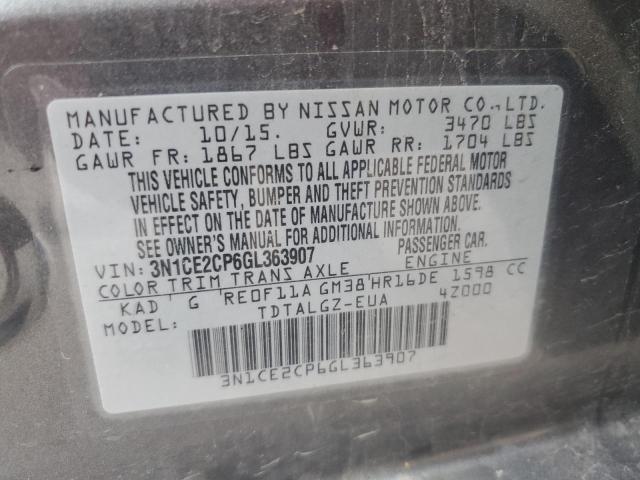 MANUFACTURED BY NISSAN MOTOR CO., LTD.
DATE: 10/15. GVWR: 3470 LBS
GAWR FR: 1867 LBS GAWR RR: 1704 LBS
THIS VEHICLE CONFORMS TO ALL APPLICABLE FEDERAL MOTOR
VEHICLE SAFETY, BUMPER AND THEFT PREVENTION STANDARDS
IN EFFECT ON THE DATE OF MANUFACTURE SHOWN ABOVE.
SEE OWNER'S MANUAL FOR ADDITIONAL INFORMATION.
VIN: 3N1CE2CP6GL363907 PASSENGER CAR.
COLOR TRIM TRANS AXLE ENGINE
KAD G RE0F11A GM38 HR16DE 1598 CC
MODEL: TDTALGZ-EUA 4Z000
3N1CE2CP6GL363907